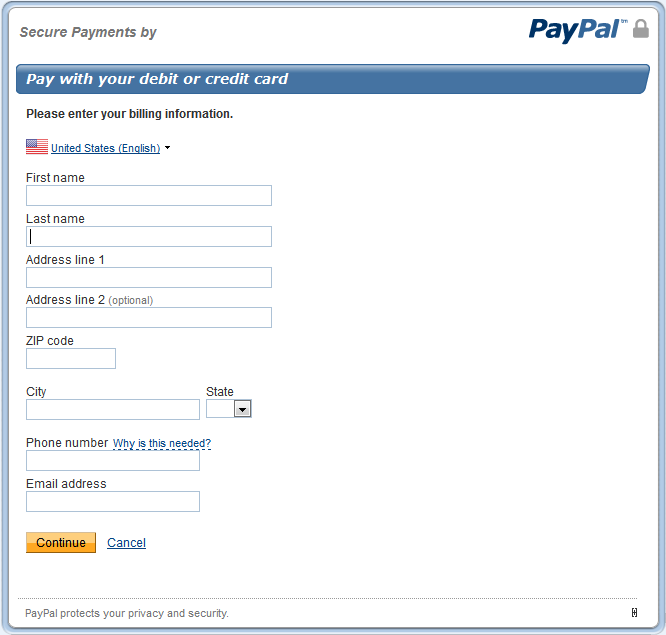 Secure Payments by PayPal™
Pay with your debit or credit card
Please enter your billing information.
United States (English)
First name
Last name
Address line 1
Address line 2 (optional)
ZIP code
City State
Phone number Why is this needed?
Email address
Continue Cancel
PayPal protects your privacy and security.